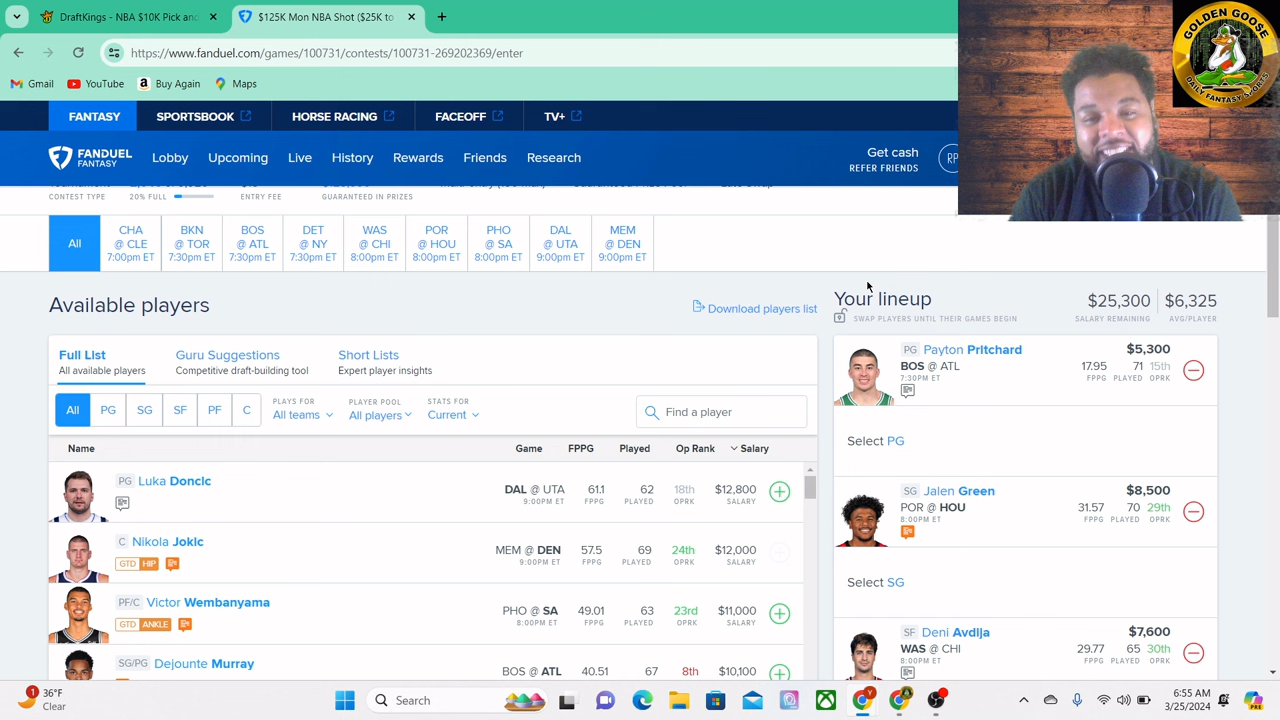 DraftKings - NBA $10K Pick and
$125K Mon NBA Shot ($25K to
https://www.fanduel.com/games/100731/contests/100731-269202369/enter
Gmail YouTube Buy Again Maps
GOLDEN GOOSE
DAILY FANTASY SPORTS
FANTASY SPORTSBOOK HORSE RACING FACEOFF TV+
FANDUEL FANTASY Lobby Upcoming Live History Rewards Friends Research
Get cash
REFER FRIENDS
RP
CONTEST TYPE 20% FULL ENTRY FEE GUARANTEED IN PRIZES
All
CHA @ CLE 7:00pm ET
BKN @ TOR 7:30pm ET
BOS @ ATL 7:30pm ET
DET @ NY 7:30pm ET
WAS @ CHI 8:00pm ET
POR @ HOU 8:00pm ET
PHO @ SA 8:00pm ET
DAL @ UTA 9:00pm ET
MEM @ DEN 9:00pm ET
Available players
Download players list
Full List
All available players
Guru Suggestions
Competitive draft-building tool
Short Lists
Expert player insights
All PG SG SF PF C
PLAYS FOR
All teams
PLAYER POOL
All players
STATS FOR
Current
Find a player
Name Game FPPG Played Op Rank Salary
PG Luka Doncic
DAL @ UTA 61.1 62 18th $12,800
9:00PM ET FPPG PLAYED OPRK SALARY
C Nikola Jokic
GTD HIP
MEM @ DEN 57.5 69 24th $12,000
9:00PM ET FPPG PLAYED OPRK SALARY
PF/C Victor Wembanyama
GTD ANKLE
PHO @ SA 49.01 63 23rd $11,000
8:00PM ET FPPG PLAYED OPRK SALARY
SG/PG Dejounte Murray
BOS @ ATL 40.51 67 8th $10,100
Your lineup
SWAP PLAYERS UNTIL THEIR GAMES BEGIN
$25,300 $6,325
SALARY REMAINING AVG/PLAYER
PG Payton Pritchard $5,300
BOS @ ATL 17.95 71 15th
7:30PM ET FPPG PLAYED OPRK
Select PG
SG Jalen Green $8,500
POR @ HOU 31.57 70 29th
8:00PM ET FPPG PLAYED OPRK
Select SG
SF Deni Avdija $7,600
WAS @ CHI 29.77 65 30th
8:00PM ET FPPG PLAYED OPRK
1
36°F
Clear
Search
6:55 AM
3/25/2024
PRE